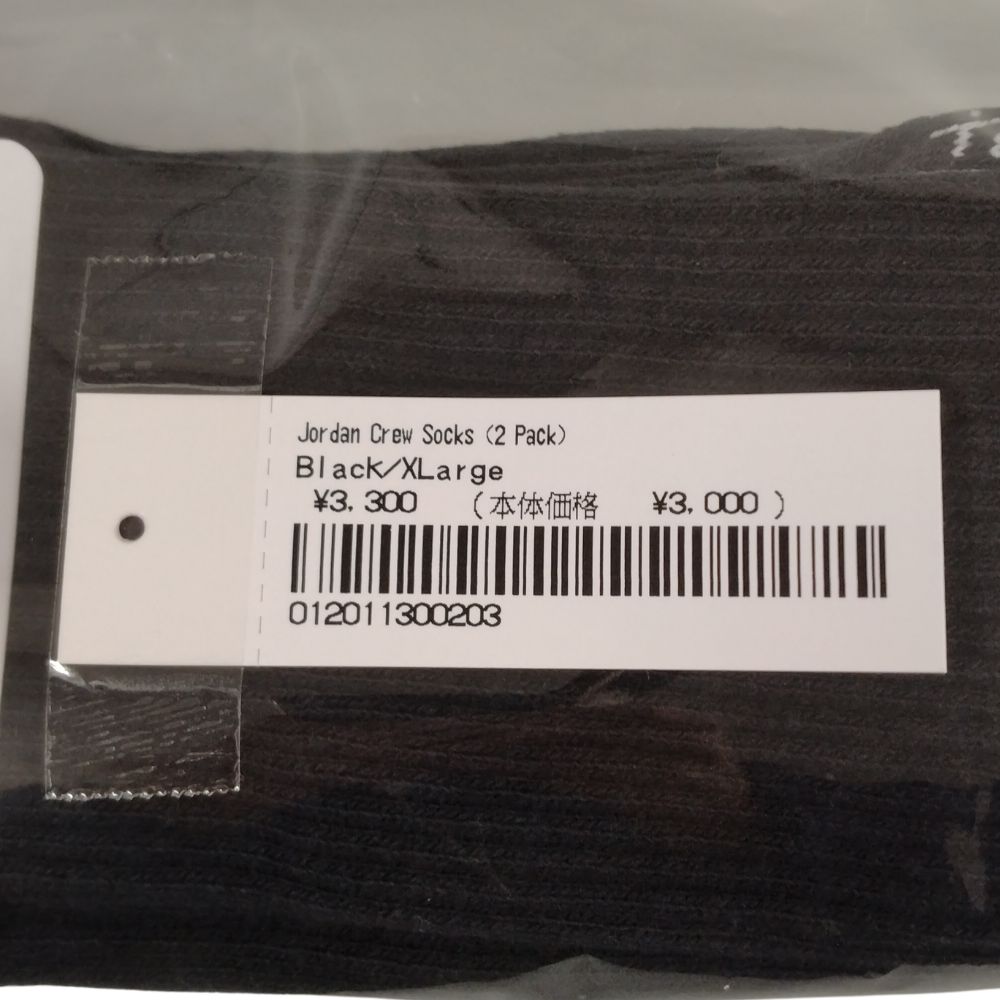 Jordan Crew Socks (2 Pack)
Black/XLarge
¥3,300 (本体価格 ¥3,000 )
012011300203